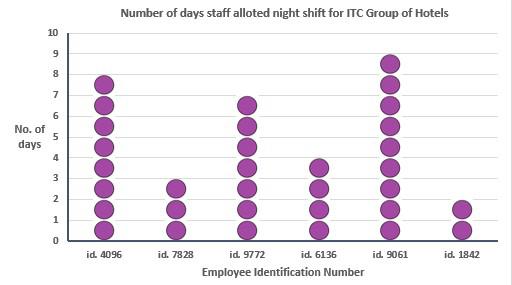 Number of days staff alloted night shift for ITC Group of Hotels
10
9
8
7
6
5
4
3
2
1
0
No. of
days
id. 4096 id. 7828 id. 9772 id. 6136 id. 9061 id. 1842
Employee Identification Number